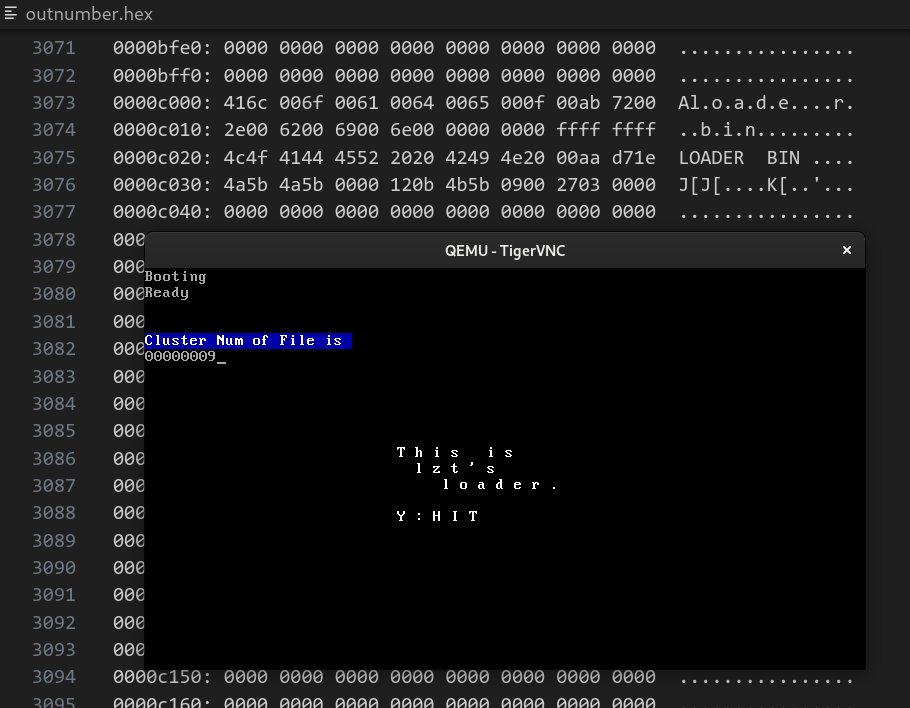 outnumber.hex
3071 0000bfe0: 0000 0000 0000 0000 0000 0000 0000 0000 ................
3072 0000bff0: 0000 0000 0000 0000 0000 0000 0000 0000 ................
3073 0000c000: 416c 006f 0061 0064 0065 000f 00ab 7200 Al.o.a.d.e....r.
3074 0000c010: 2e00 6200 6900 6e00 0000 0000 ffff ffff ..b.i.n.........
3075 0000c020: 4c4f 4144 4552 2020 4249 4e20 00aa d71e LOADER  BIN ....
3076 0000c030: 4a5b 4a5b 0000 120b 4b5b 0900 2703 0000 J[J[....K[..'...
3077 0000c040: 0000 0000 0000 0000 0000 0000 0000 0000 ................
3078 000
3079 000
3080 000
3081 000
3082 000
3083 000
3084 000
3085 000
3086 000
3087 000
3088 000
3089 000
3090 000
3091 000
3092 000
3093 000
QEMU - TigerVNC
Booting
Ready
Cluster Num of File is
00000009_
This is
lzt's
loader.
Y:HIT
3094 0000c150: 0000 0000 0000 0000 0000 0000 0000 0000 ................
3095 0000c160: 0000 0000 0000 0000 0000 0000 0000 0000 ................